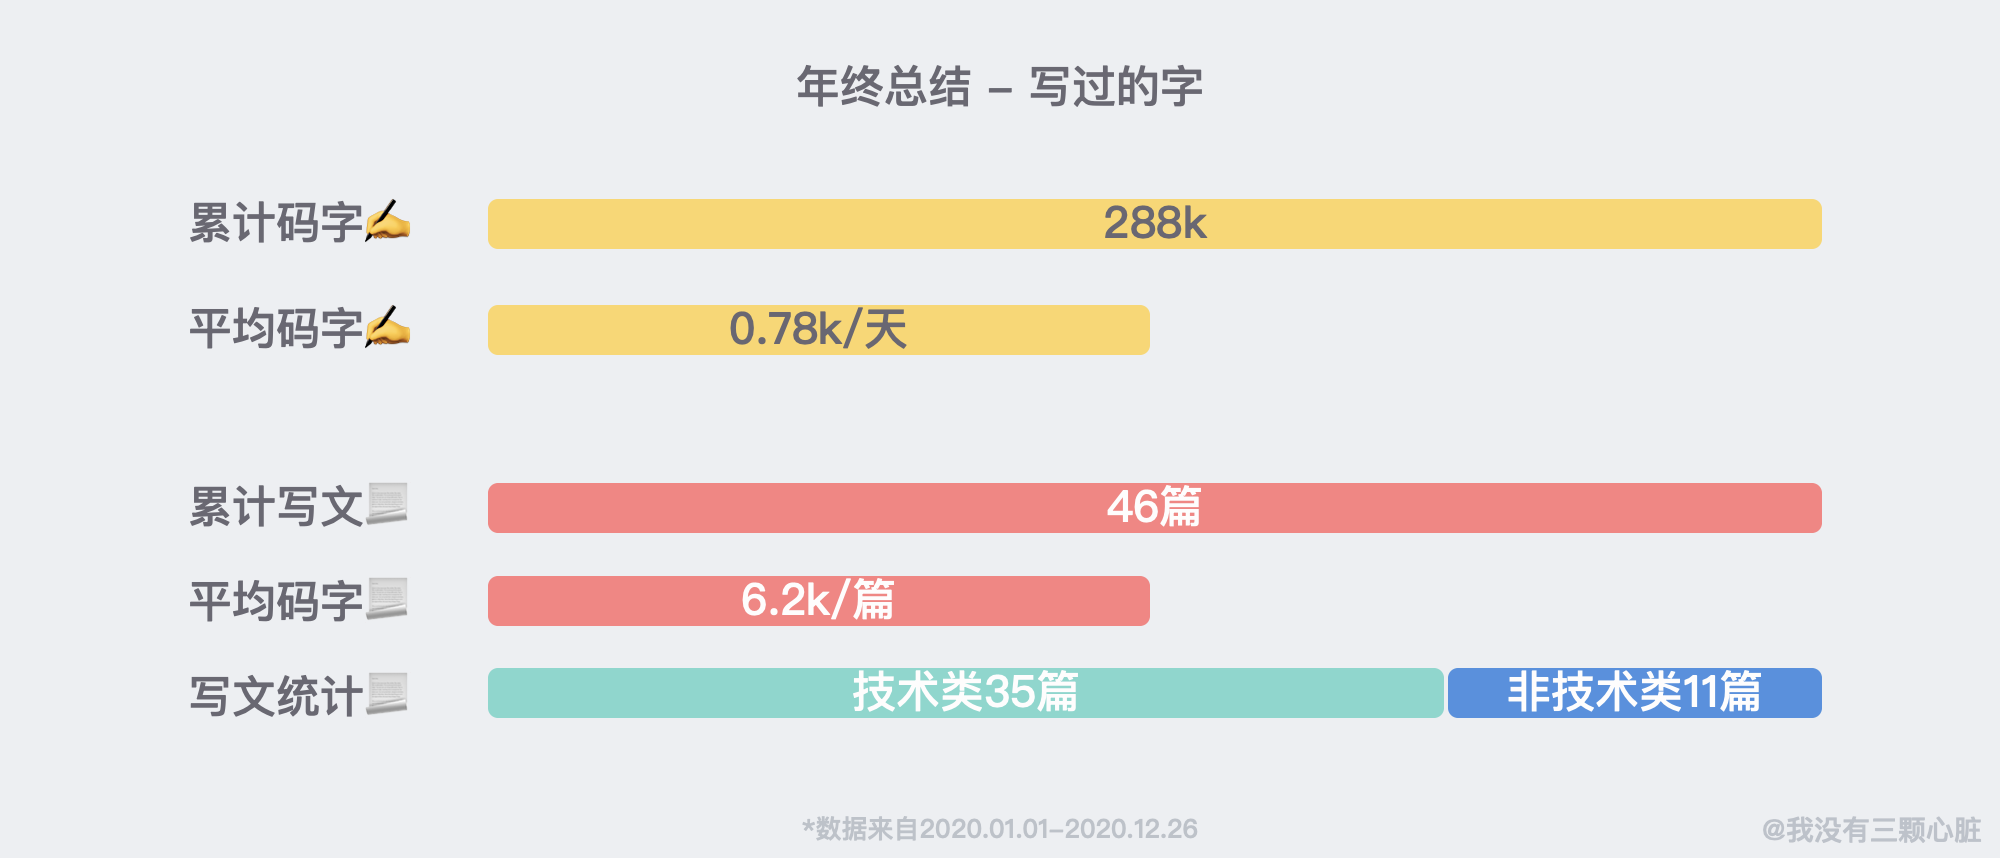 年终总结 – 写过的字
累计码字✍️ 288k
平均码字✍️ 0.78k/天
累计写文📃 46篇
平均码字📃 6.2k/篇
写文统计📃 技术类35篇 非技术类11篇
*数据来自2020.01.01-2020.12.26
@我没有三颗心脏